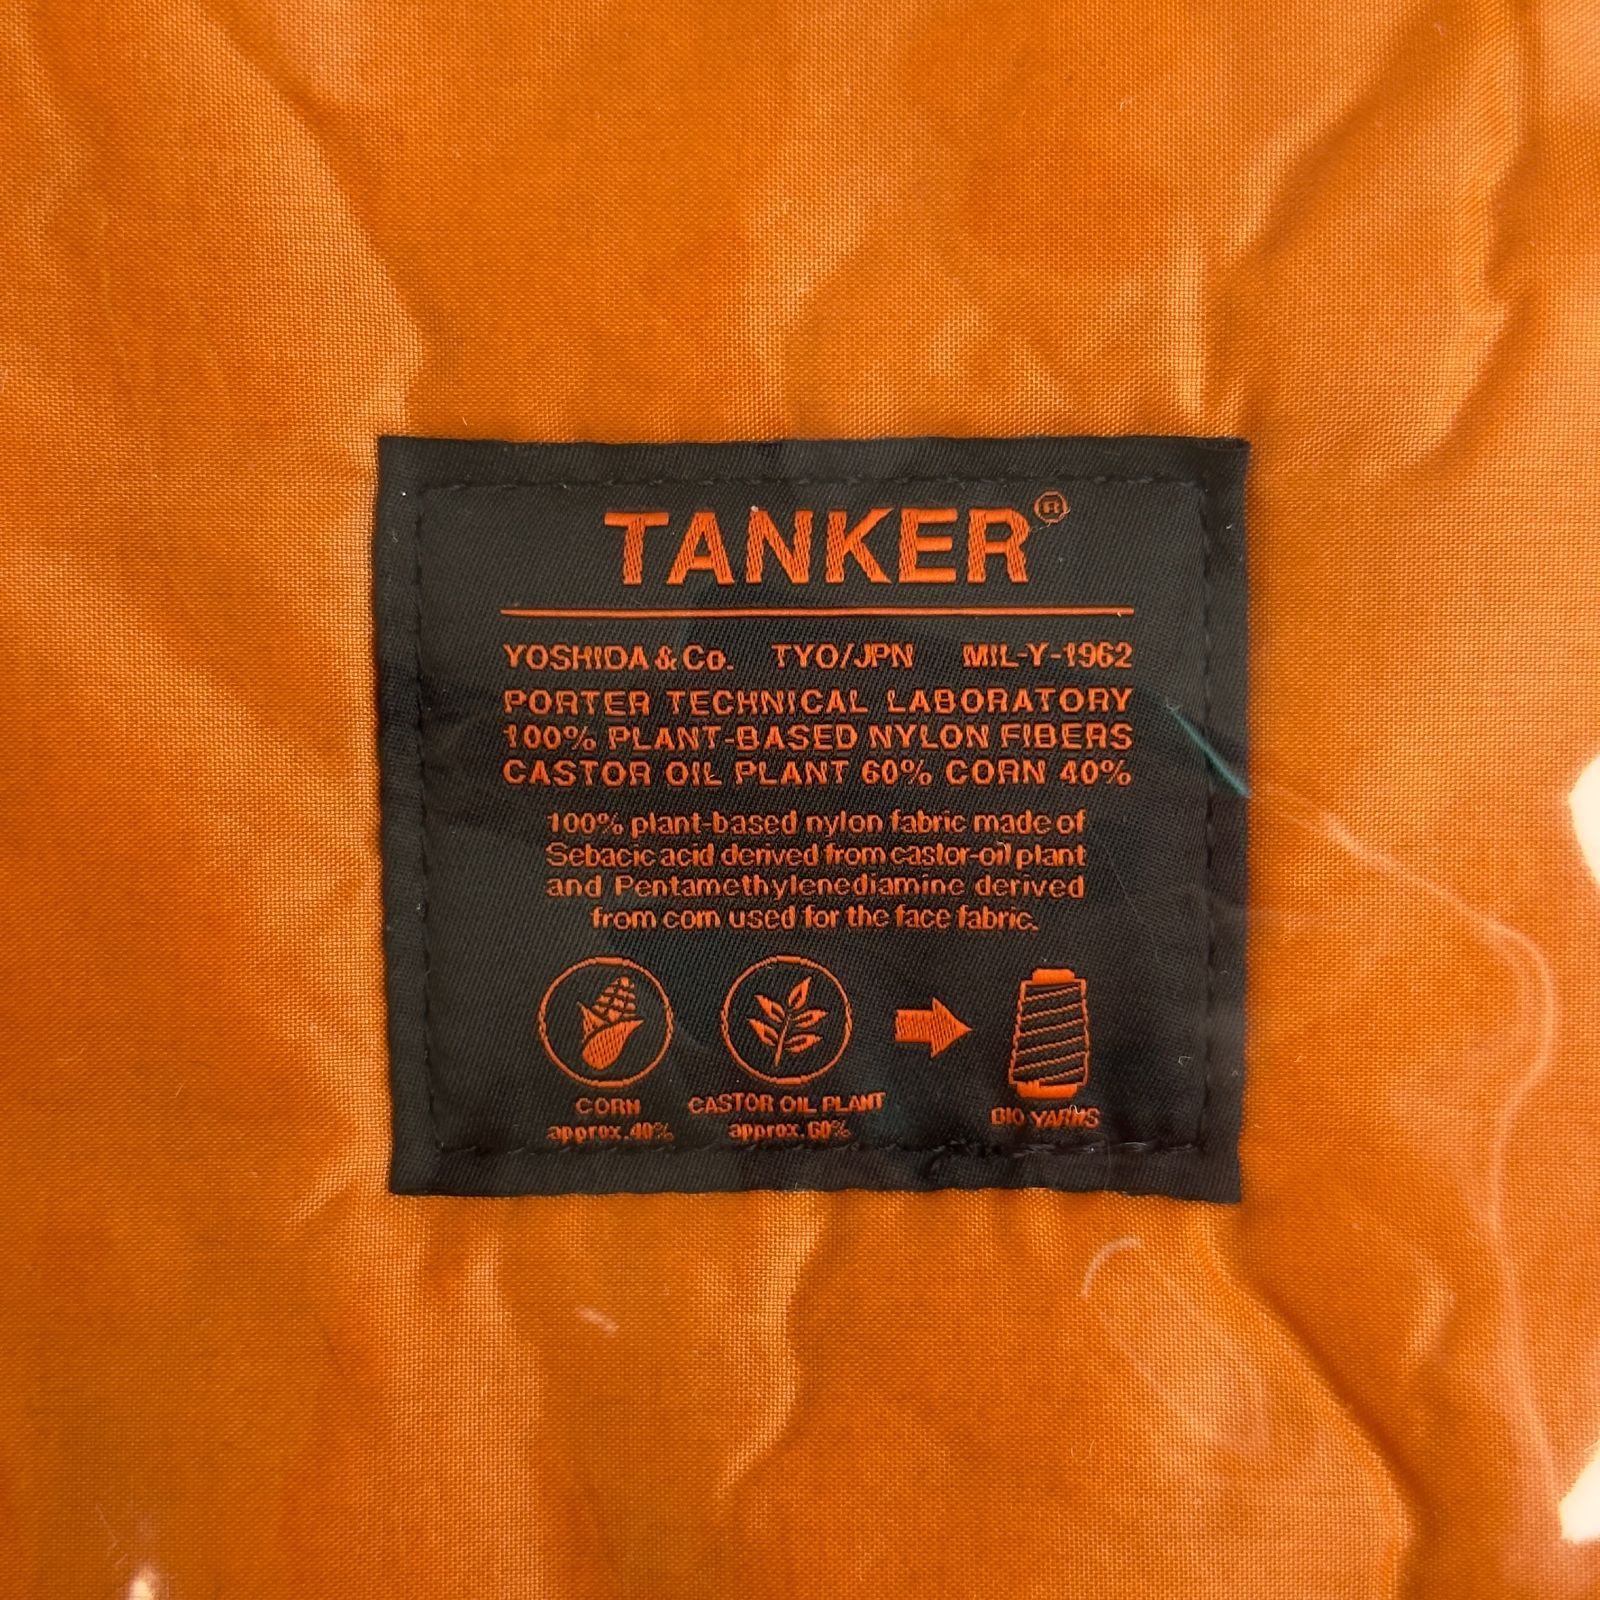 TANKER®
YOSHIDA & Co. TYO/JPN MIL-Y-1962
PORTER TECHNICAL LABORATORY
100% PLANT-BASED NYLON FIBERS
CASTOR OIL PLANT 60% CORN 40%
100% plant-based nylon fabric made of
Sebacic acid derived from castor-oil plant
and Pentamethylenediamine derived
from corn used for the face fabric.
CORN
approx.40%
CASTOR OIL PLANT
approx.60%
BIO YARNS